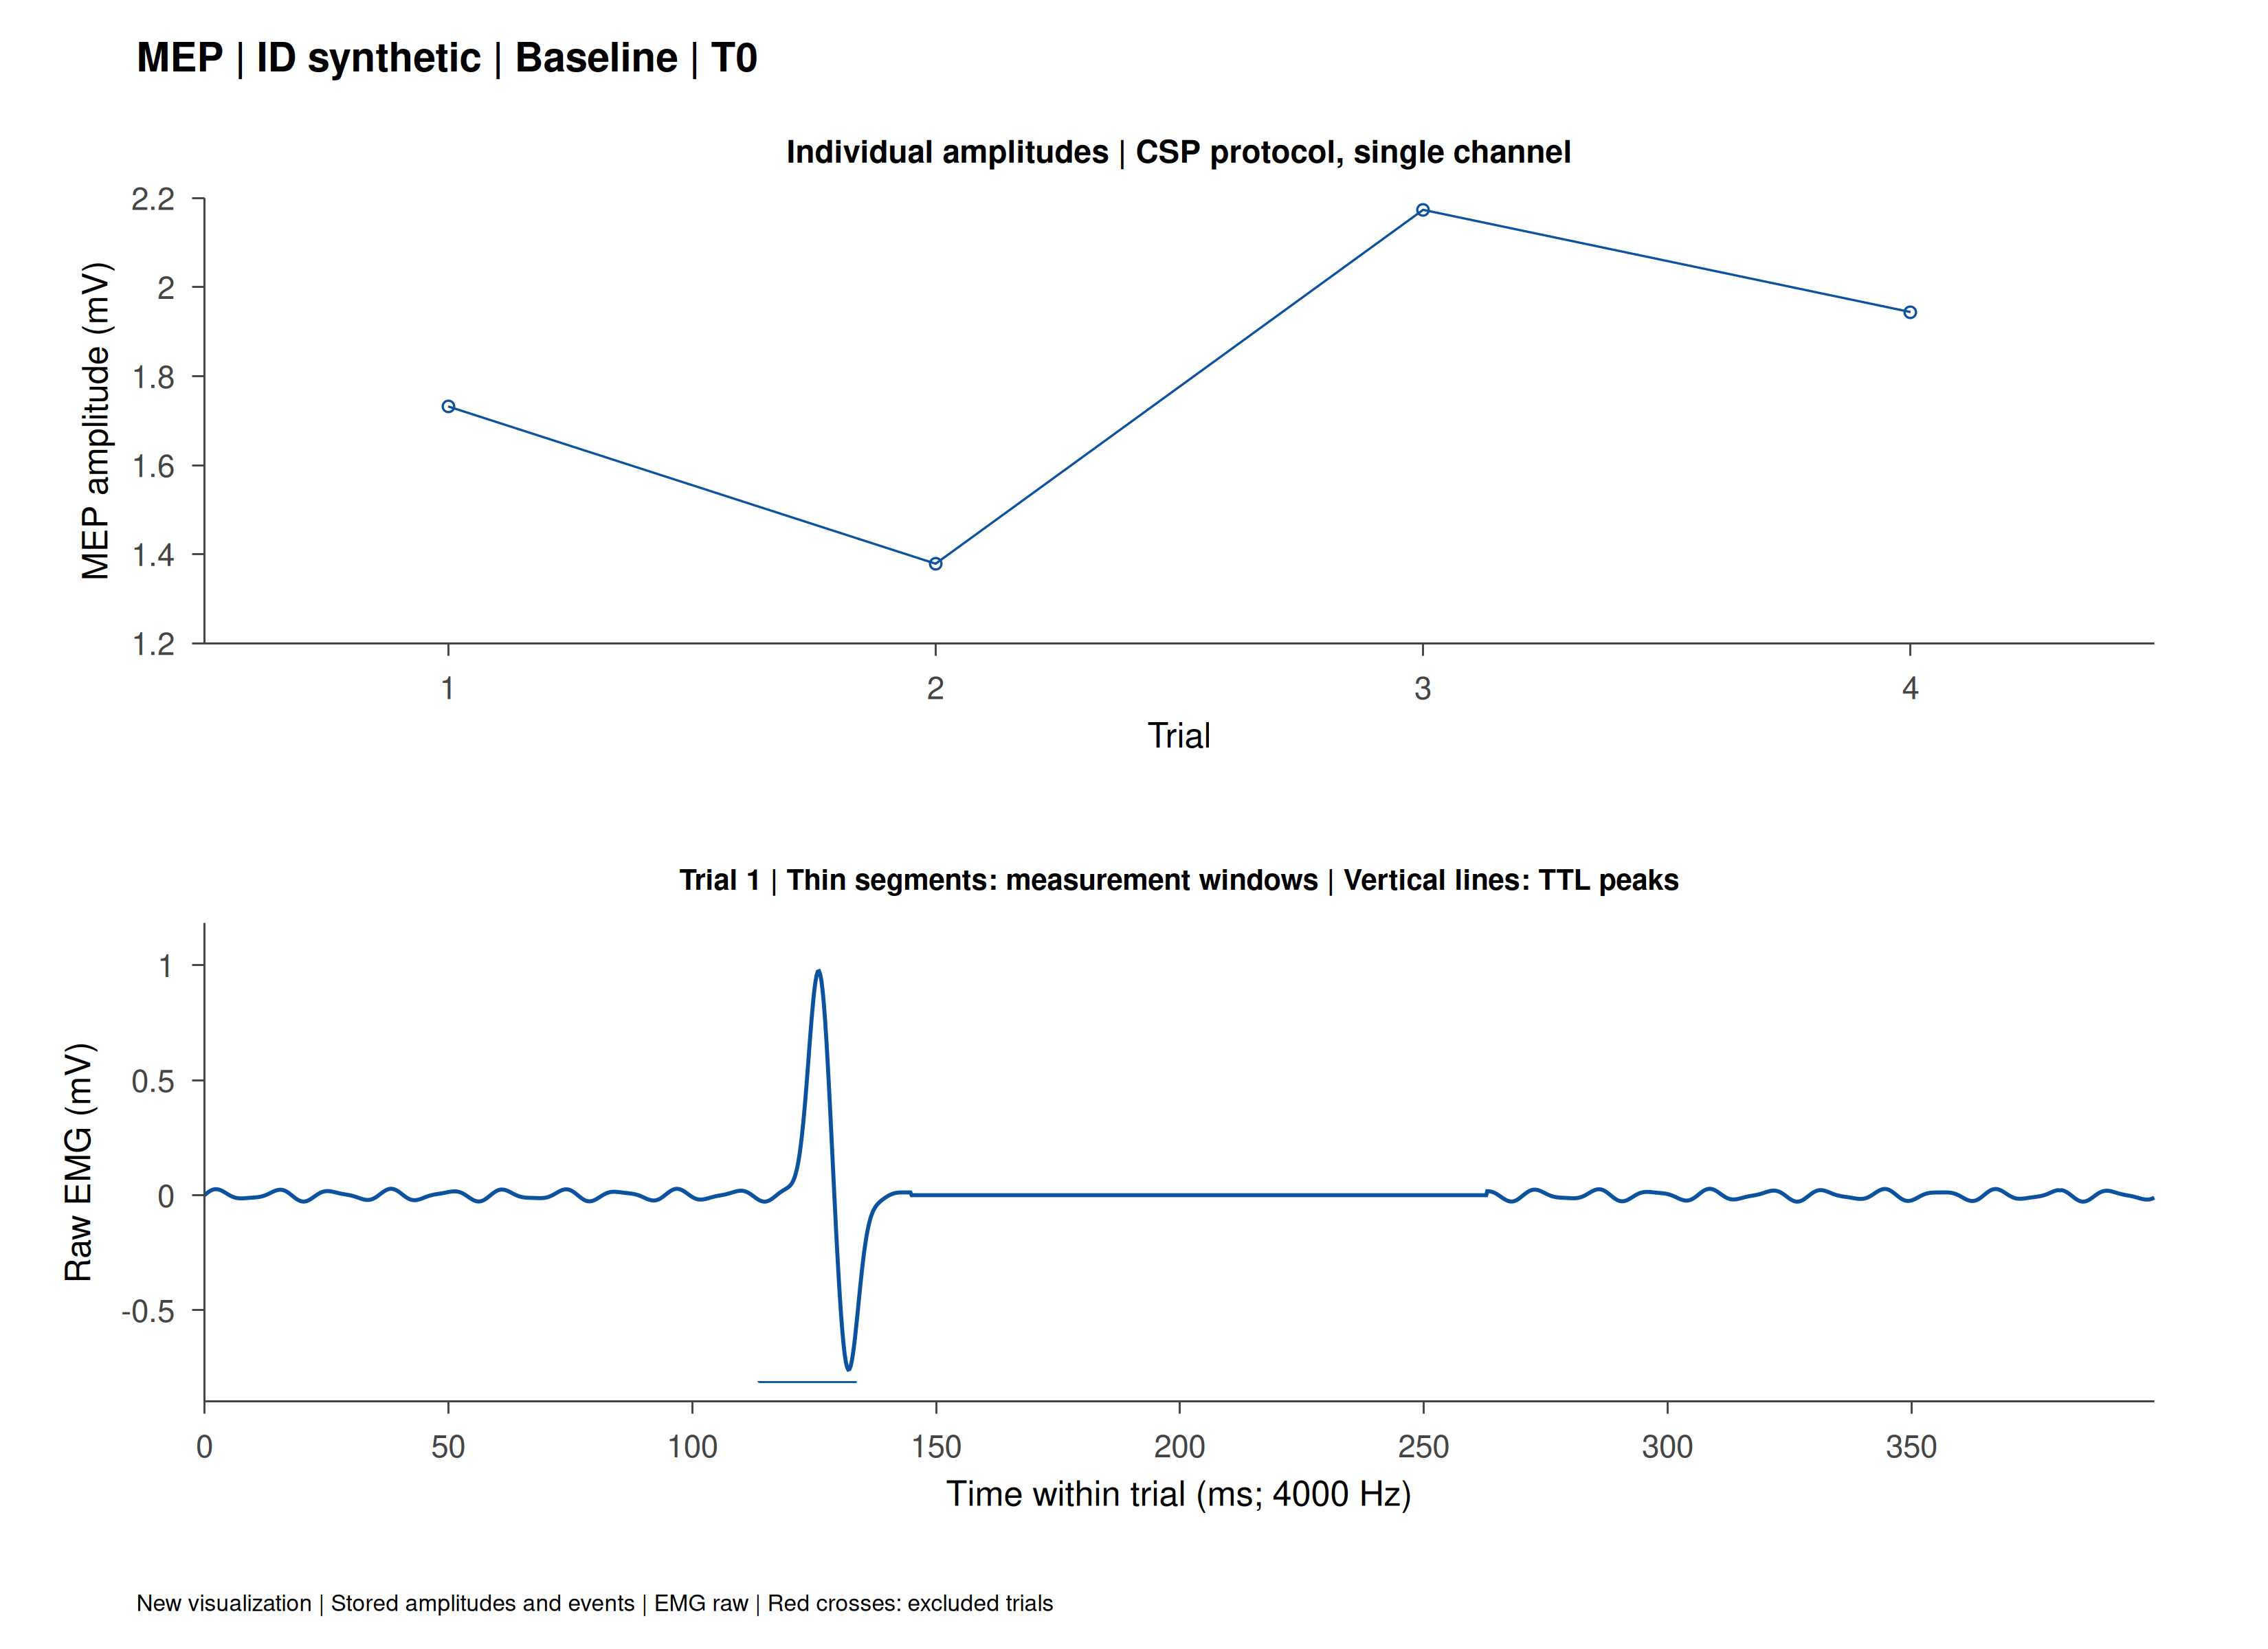 MEP | ID synthetic | Baseline | T0
Individual amplitudes | CSP protocol, single channel
2.2
2
1.8
1.6
1.4
1.2
MEP amplitude (mV)
1 2 3 4
Trial
Trial 1 | Thin segments: measurement windows | Vertical lines: TTL peaks
1
0.5
0
-0.5
Raw EMG (mV)
0 50 100 150 200 250 300 350
Time within trial (ms; 4000 Hz)
New visualization | Stored amplitudes and events | EMG raw | Red crosses: excluded trials